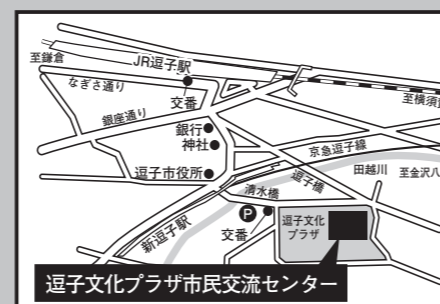 至鎌倉
JR逗子駅
なぎさ通り
交番
至横須
銀座通り
銀行
神社
京急逗子線
逗子市役所
逗子橋
田越川
至金沢八
清水橋
新逗子駅
P
交番
逗子文化
プラザ
逗子文化プラザ市民交流センター